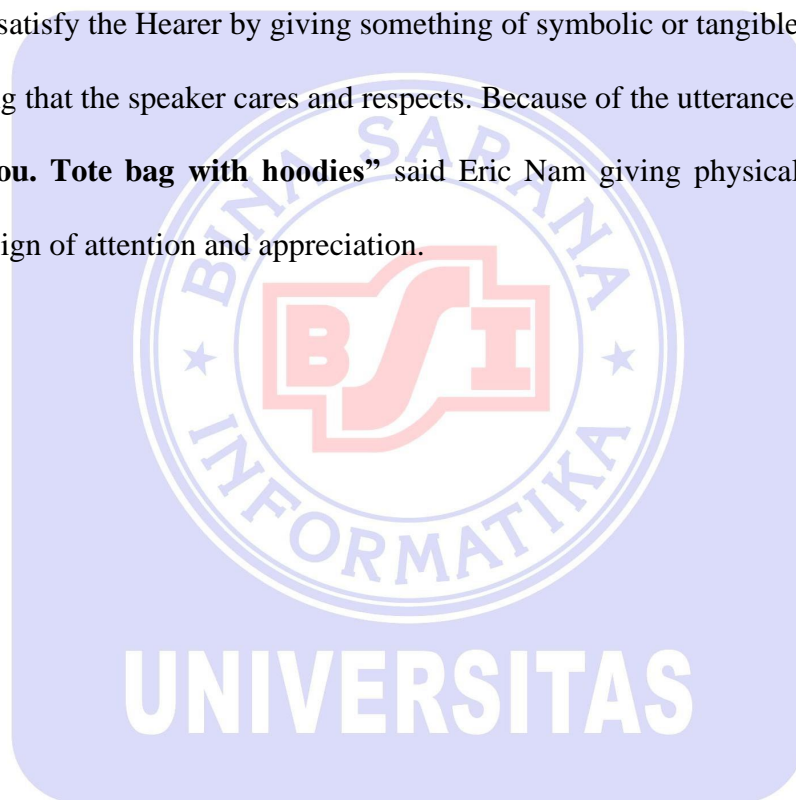 satisfy the Hearer by giving something of symbolic or tangible
g that the speaker cares and respects. Because of the utterance
ou. Tote bag with hoodies” said Eric Nam giving physical
ign of attention and appreciation.
BINA SARANA
BSI
INFORMATIKA
UNIVERSITAS